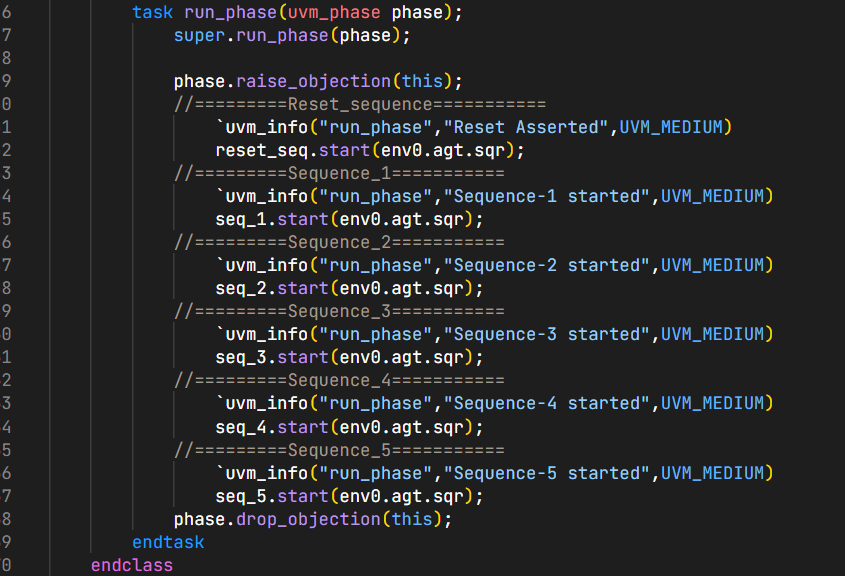 6 task run_phase(uvm_phase phase);
7 super.run_phase(phase);
8
9 phase.raise_objection(this);
0 //=========Reset_sequence===========
1 `uvm_info("run_phase","Reset Asserted",UVM_MEDIUM)
2 reset_seq.start(env0.agt.sqr);
3 //=========Sequence_1===========
4 `uvm_info("run_phase","Sequence-1 started",UVM_MEDIUM)
5 seq_1.start(env0.agt.sqr);
6 //=========Sequence_2===========
7 `uvm_info("run_phase","Sequence-2 started",UVM_MEDIUM)
8 seq_2.start(env0.agt.sqr);
9 //=========Sequence_3===========
0 `uvm_info("run_phase","Sequence-3 started",UVM_MEDIUM)
1 seq_3.start(env0.agt.sqr);
2 //=========Sequence_4===========
3 `uvm_info("run_phase","Sequence-4 started",UVM_MEDIUM)
4 seq_4.start(env0.agt.sqr);
5 //=========Sequence_5===========
6 `uvm_info("run_phase","Sequence-5 started",UVM_MEDIUM)
7 seq_5.start(env0.agt.sqr);
8 phase.drop_objection(this);
9 endtask
0 endclass